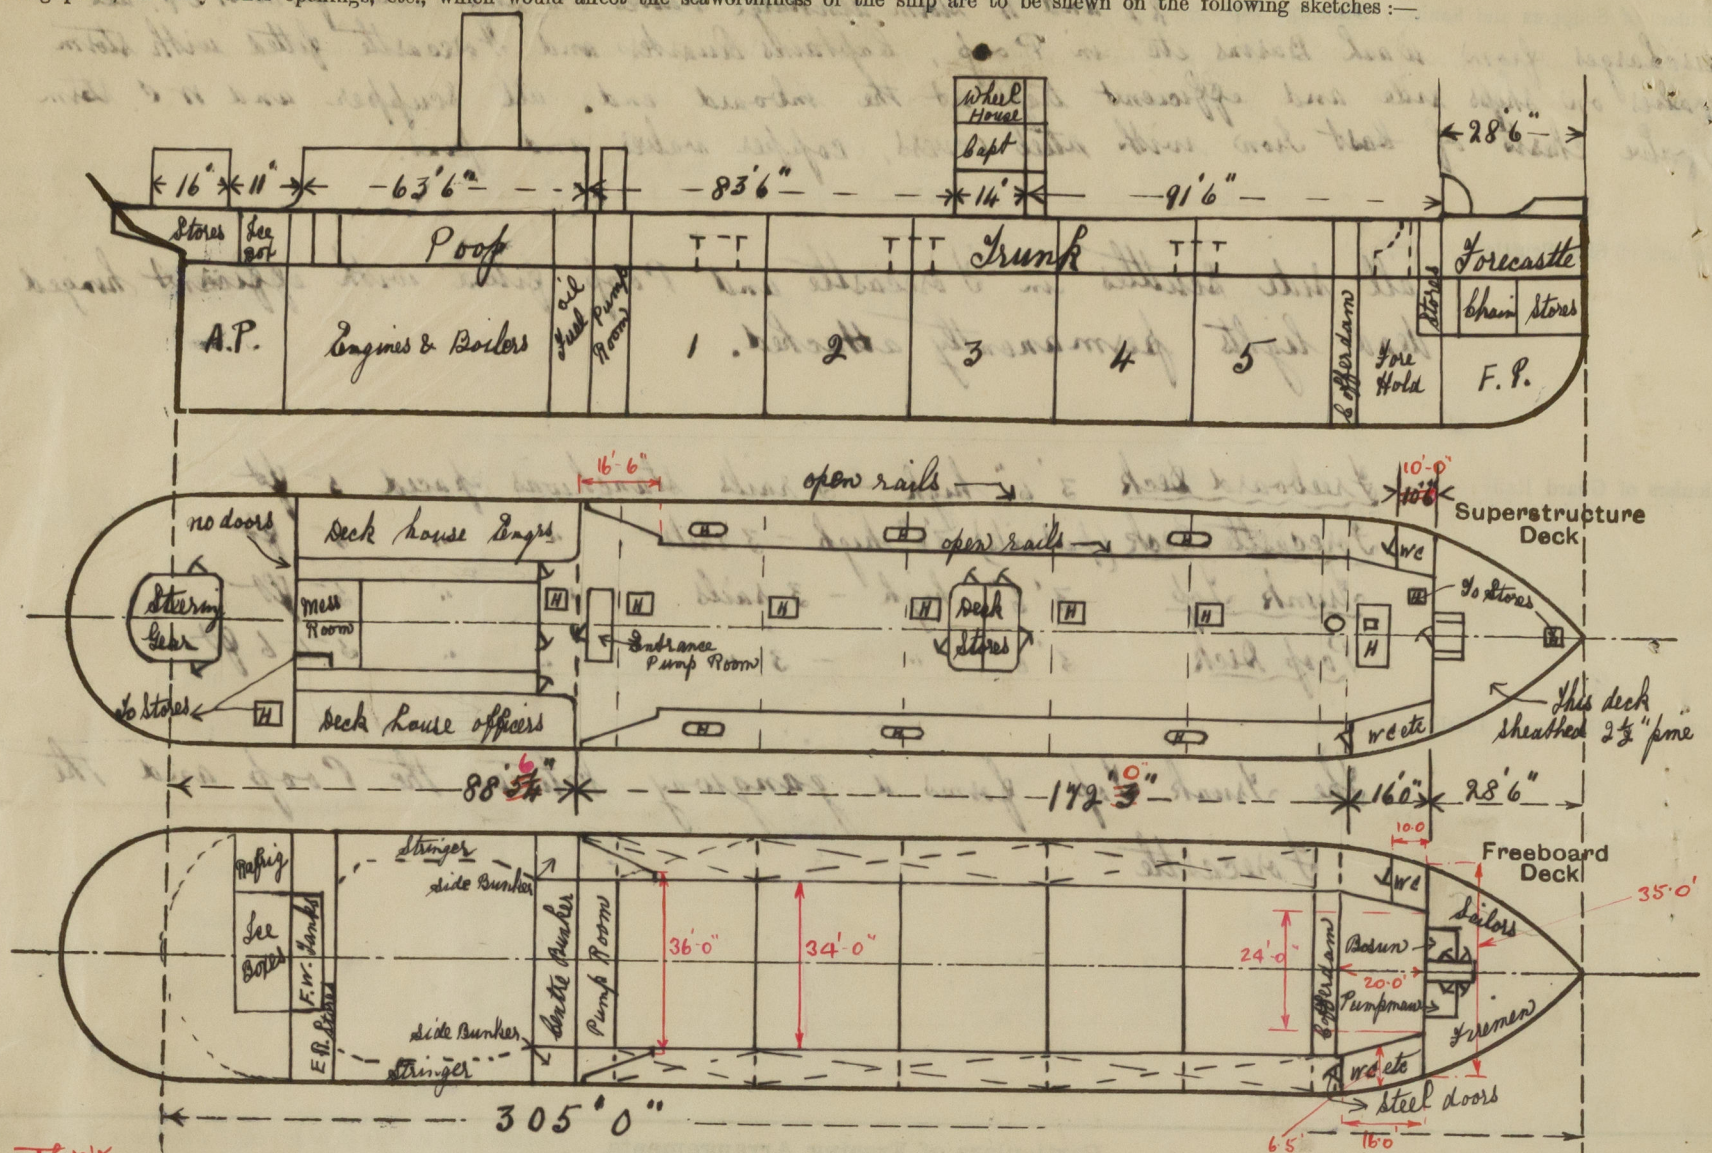 which would affect the seaworthiness of the ship are to be shewn on the following sketches :—
Wheel
House
Capt
28'6"
16' 11' 63'6" 83'6" 14' 91'6"
Stores Ice Box Poop Trunk Forecastle
A.P. Engines & Boilers Oil Fuel Pump Room 1 2 3 4 5 Cofferdam Fore Hold Stores Chain Stores F.P.
16'-6"
open rails
10'-0"
10'6
Superstructure
Deck
no doors
Deck house Engrs
H H H
open rails
WC
Steering
Gear
Mess
Room
H H H H Deck Stores H H H H To Stores H
Entrance
Pump Room
To Stores
H
Deck house officers
H H H
WC etc
This deck
sheathed 2½" pine
88' 6" 172' 0" 16'0" 28'6"
10.0
Freeboard
Deck
Refrig
Stringer
Side Bunker
WC
35.0'
Ice
Boxes
F.W. Tanks
E.R. Stores
Centre Bunker
Pump Room
36'-0"
34'-0"
24'-0"
Cofferdam
Bosun
20.0'
Pumpman
Sailors
Firemen
Side Bunker
Stringer
WC etc
Steel doors
305' 0"
6.5'
16.0'